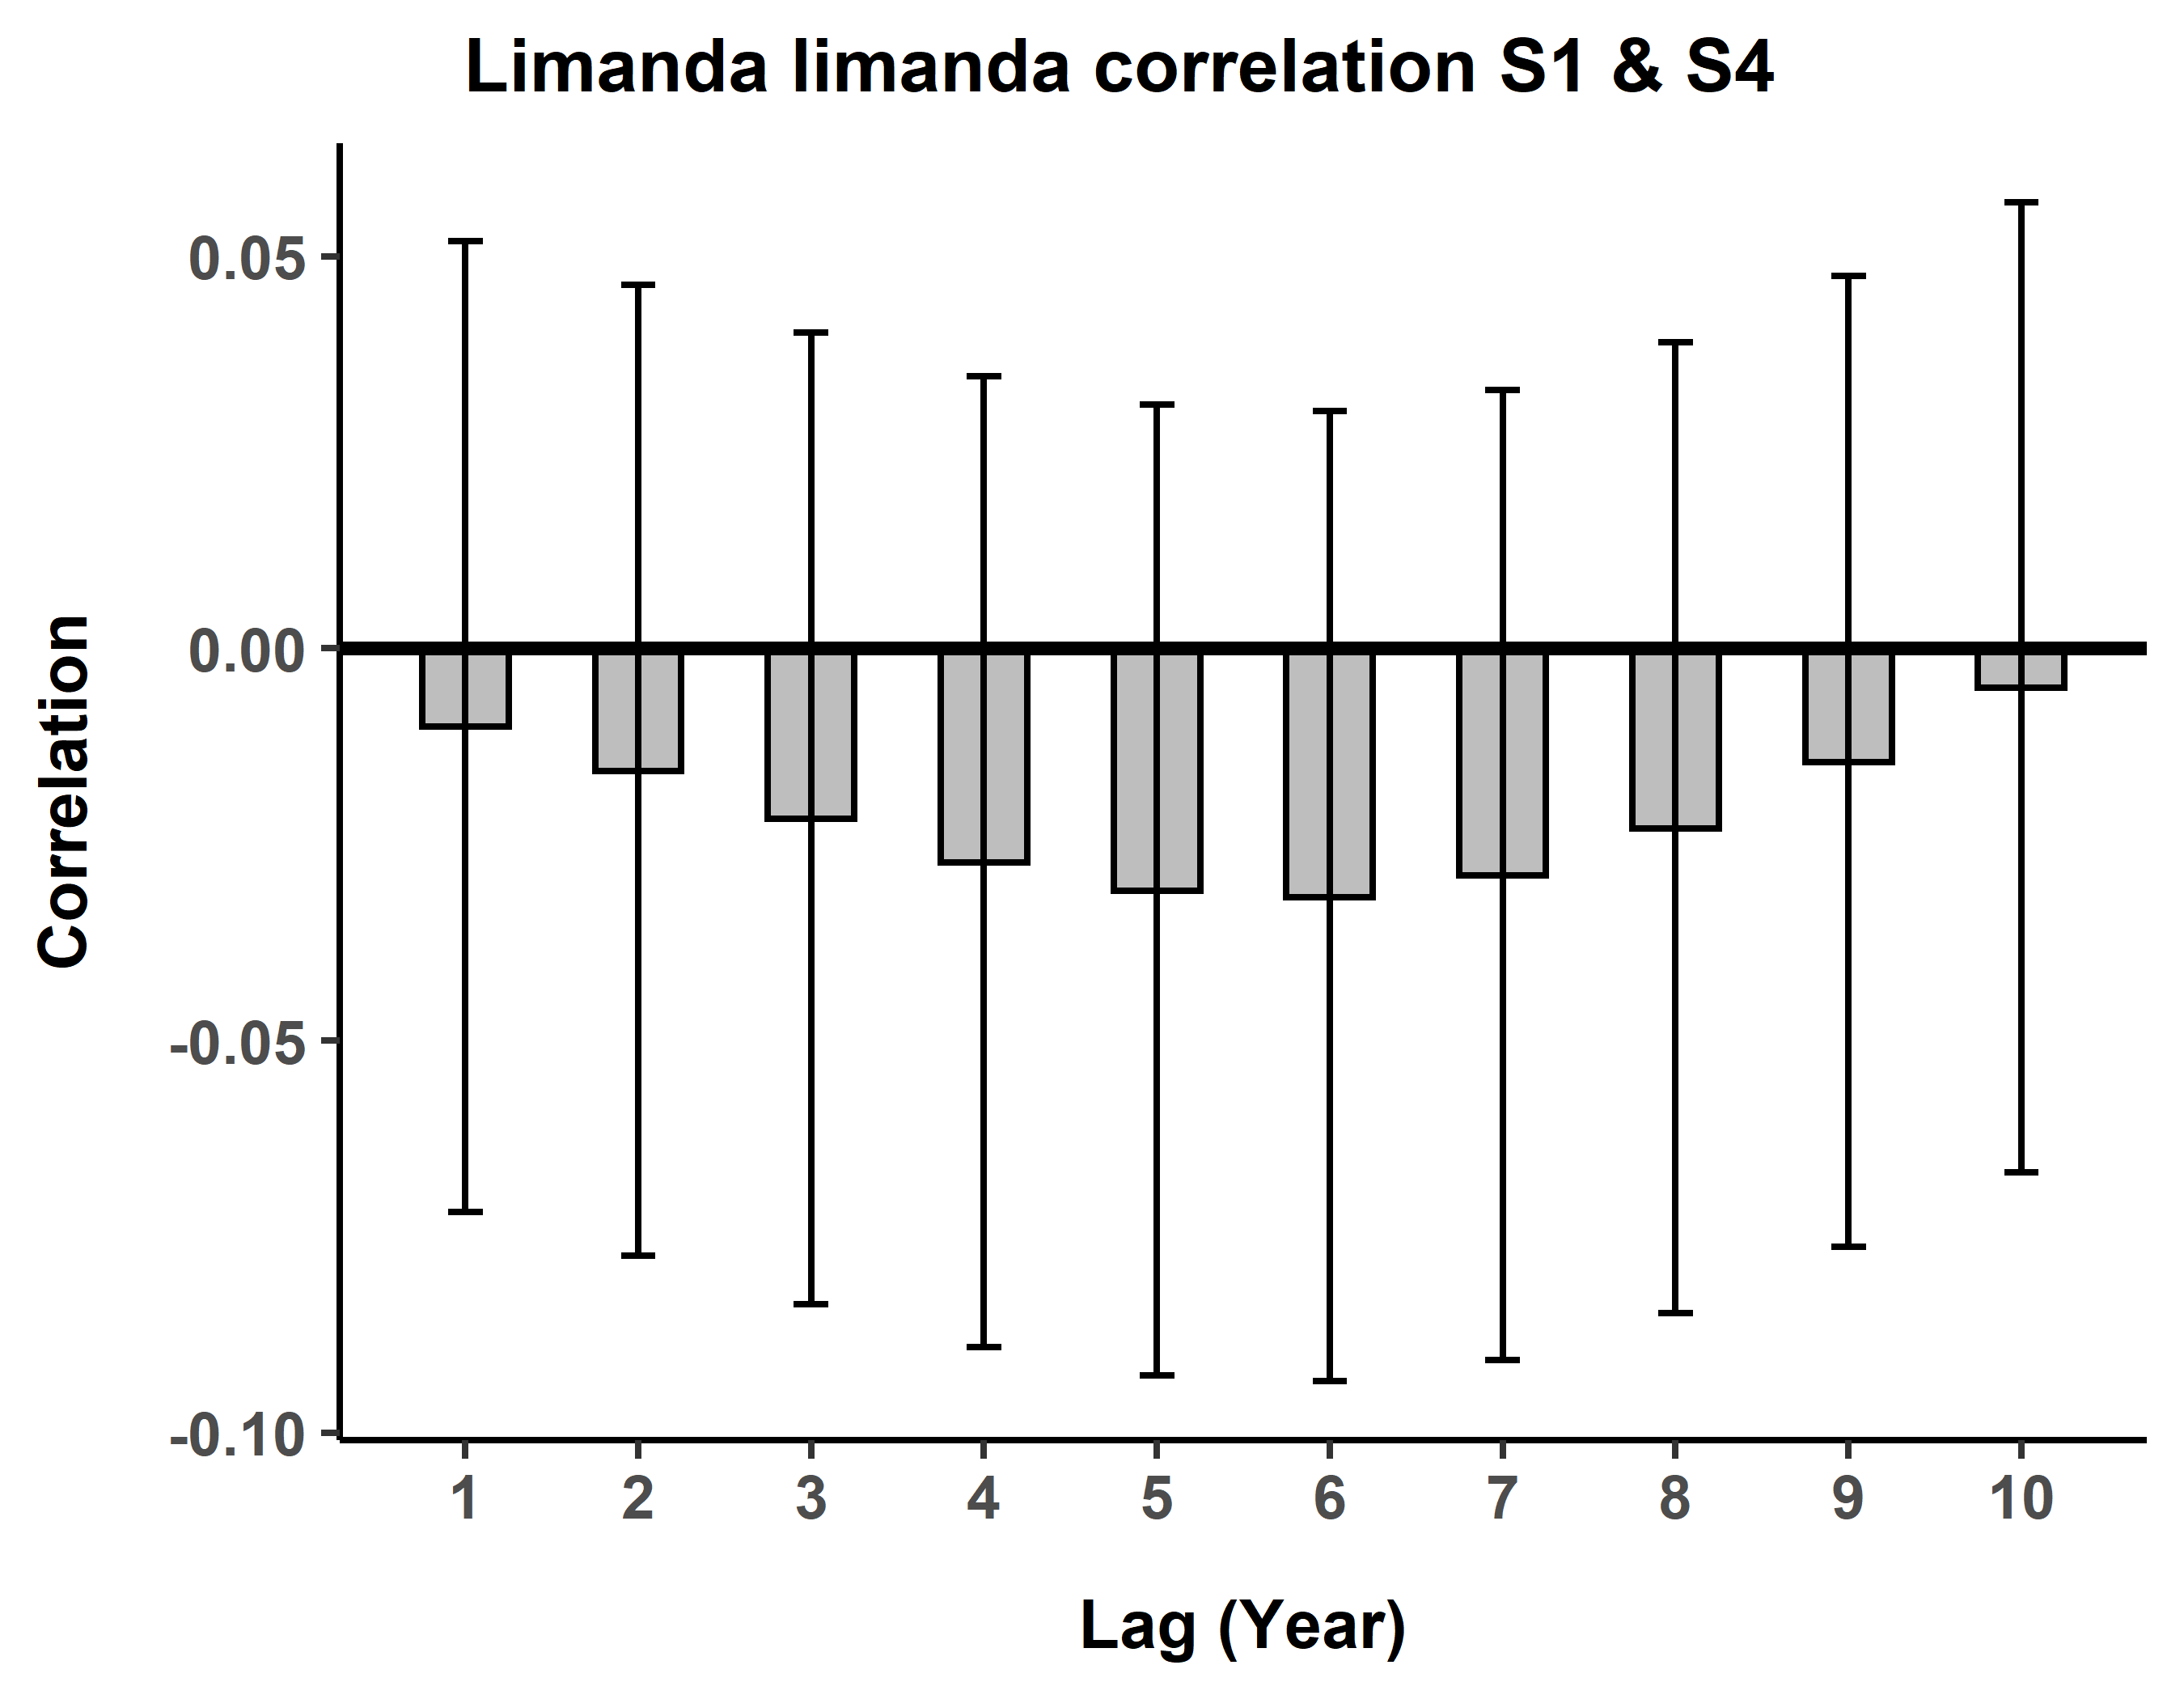 Limanda limanda correlation S1 & S4
Correlation
0.05
0.00
-0.05
-0.10
1 2 3 4 5 6 7 8 9 10
Lag (Year)